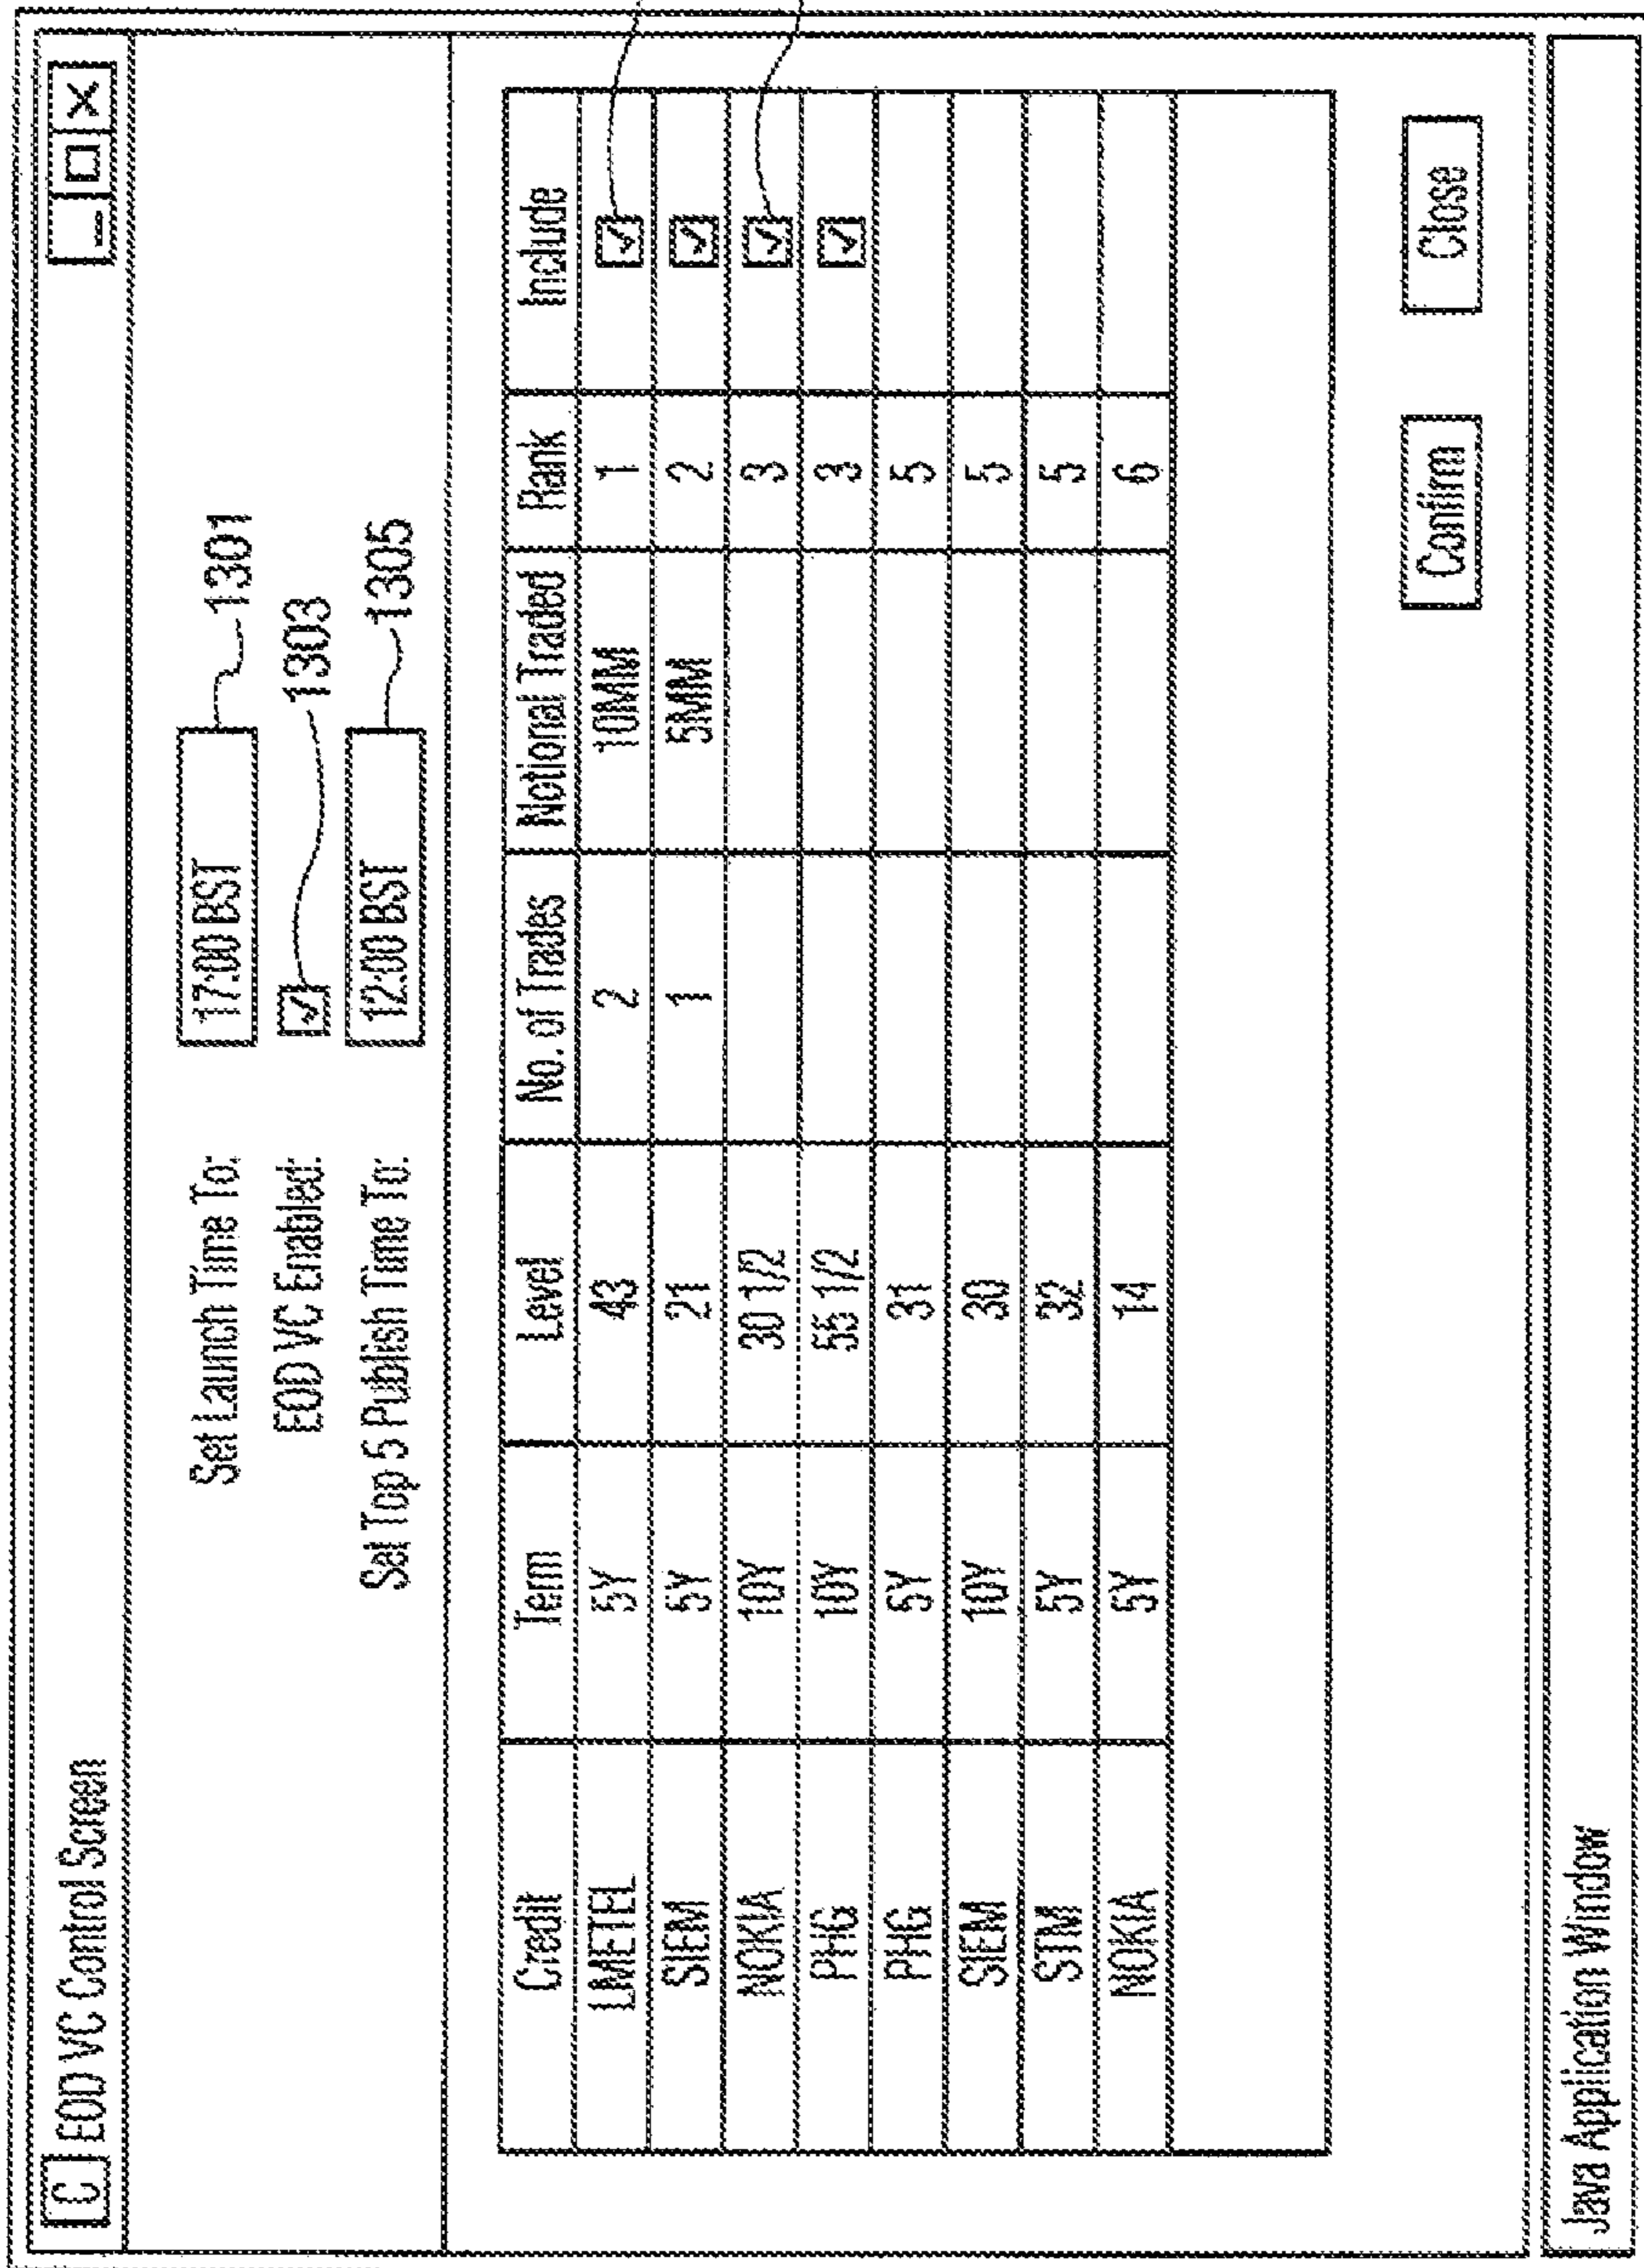 C EOD VC Control Screen
Set Launch Time To: 17:00 BST 1301
EOD VC Enabled: 1303
Set Top 5 Publish Time To: 12:00 BST 1305
Credit Term Level No. of Trades Notional Traded Rank Include
LMETEL 5Y 43 2 10MM 1
SIEM 5Y 21 1 5MM 2
NOKIA 10Y 30 1/2 3
PHG 10Y 55 1/2 3
PHG 5Y 31 5
SIEM 10Y 30 5
STM 5Y 32 5
NOKIA 5Y 14 6
Confirm Close
Java Application Window